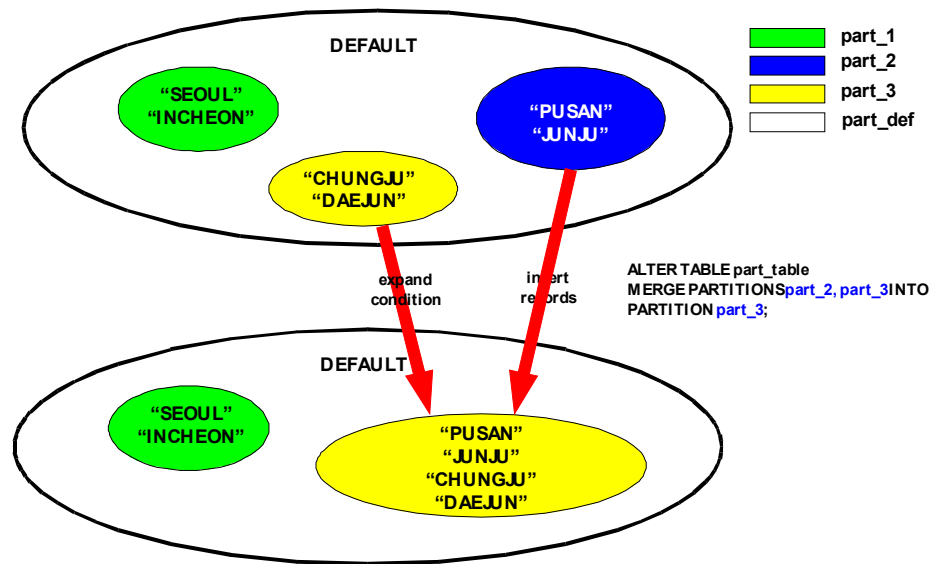 DEFAULT
"SEOUL"
"INCHEON"
"PUSAN"
"JUNJU"
"CHUNGJU"
"DAEJUN"
part_1
part_2
part_3
part_def
expand
condition
insert
records
ALTER TABLE part_table
MERGE PARTITIONS part_2, part_3 INTO
PARTITION part_3;
DEFAULT
"SEOUL"
"INCHEON"
"PUSAN"
"JUNJU"
"CHUNGJU"
"DAEJUN"